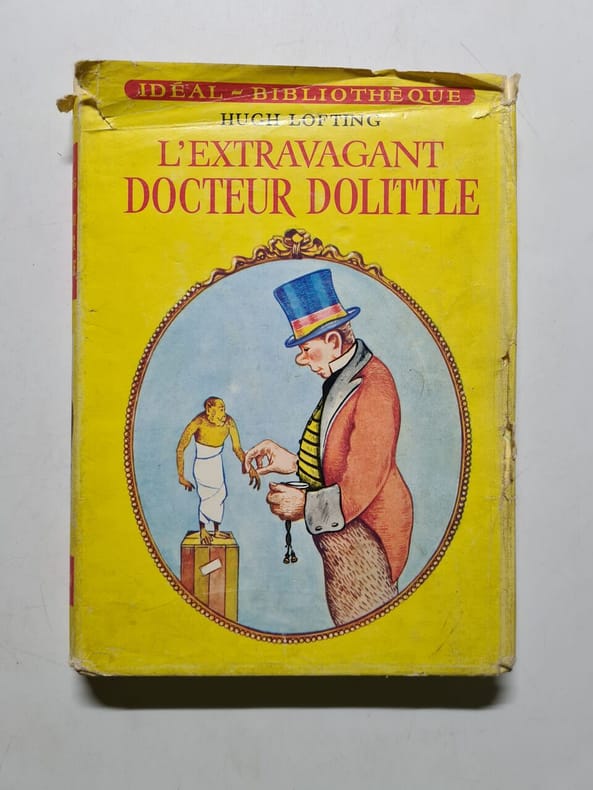 IDÉAL - BIBLIOTHÈQUE
HUGH LOFTING
L'EXTRAVAGANT
DOCTEUR DOLITTLE